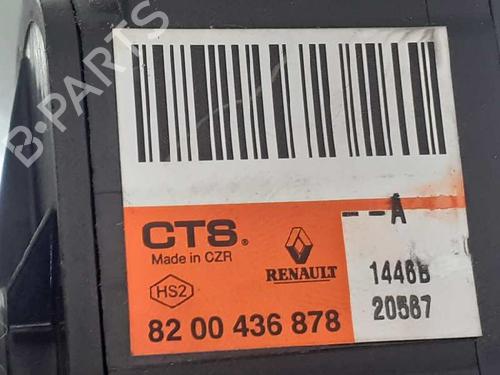 B-PARTS
--A
CTS®
Made in CZR
RENAULT
1446B
HS2
20567
82 00 436 878